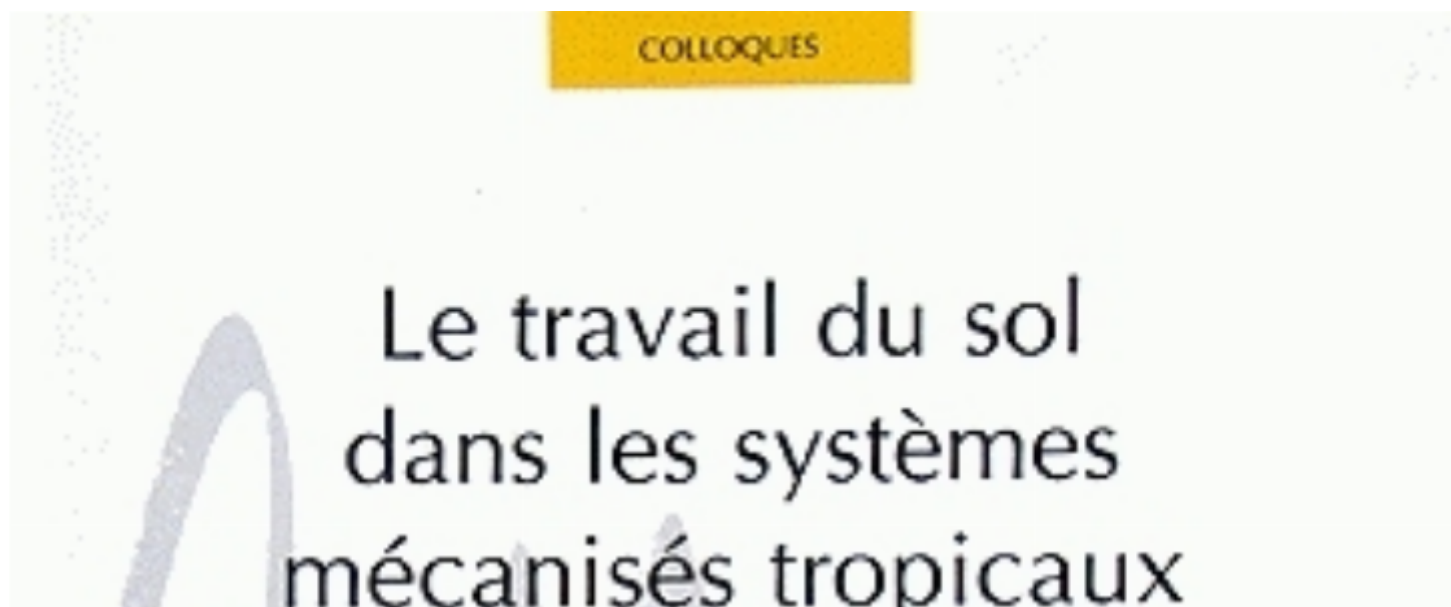 COLLOQUES
Le travail du sol
dans les systèmes
mécanisés tropicaux